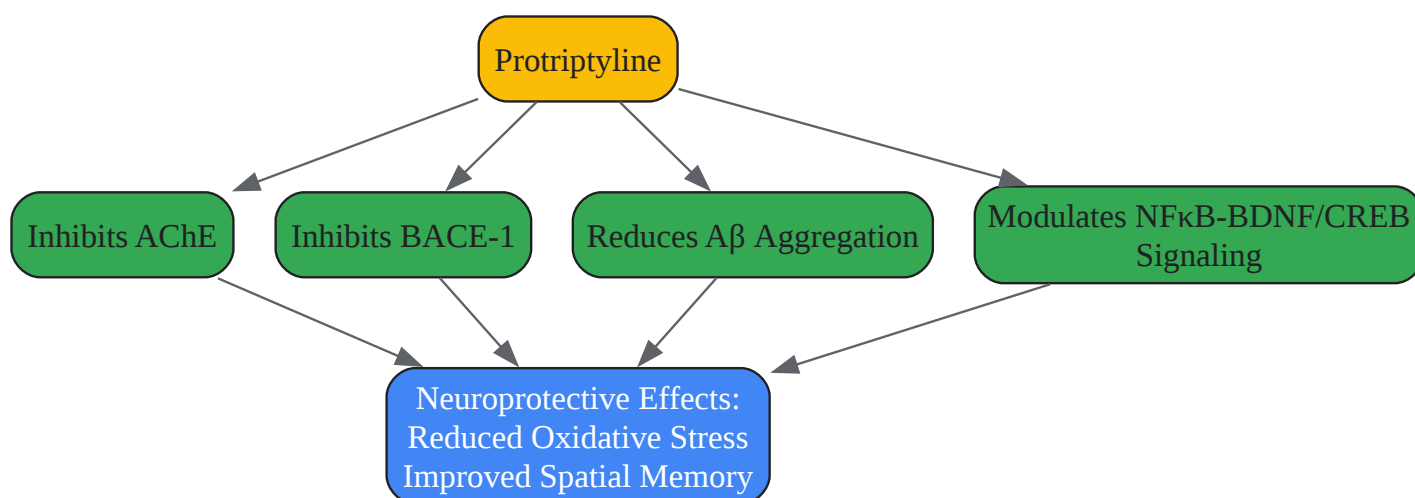 Protriptyline
Inhibits AChE
Inhibits BACE-1
Reduces Aβ Aggregation
Modulates NFκB-BDNF/CREB
Signaling
Neuroprotective Effects:
Reduced Oxidative Stress
Improved Spatial Memory